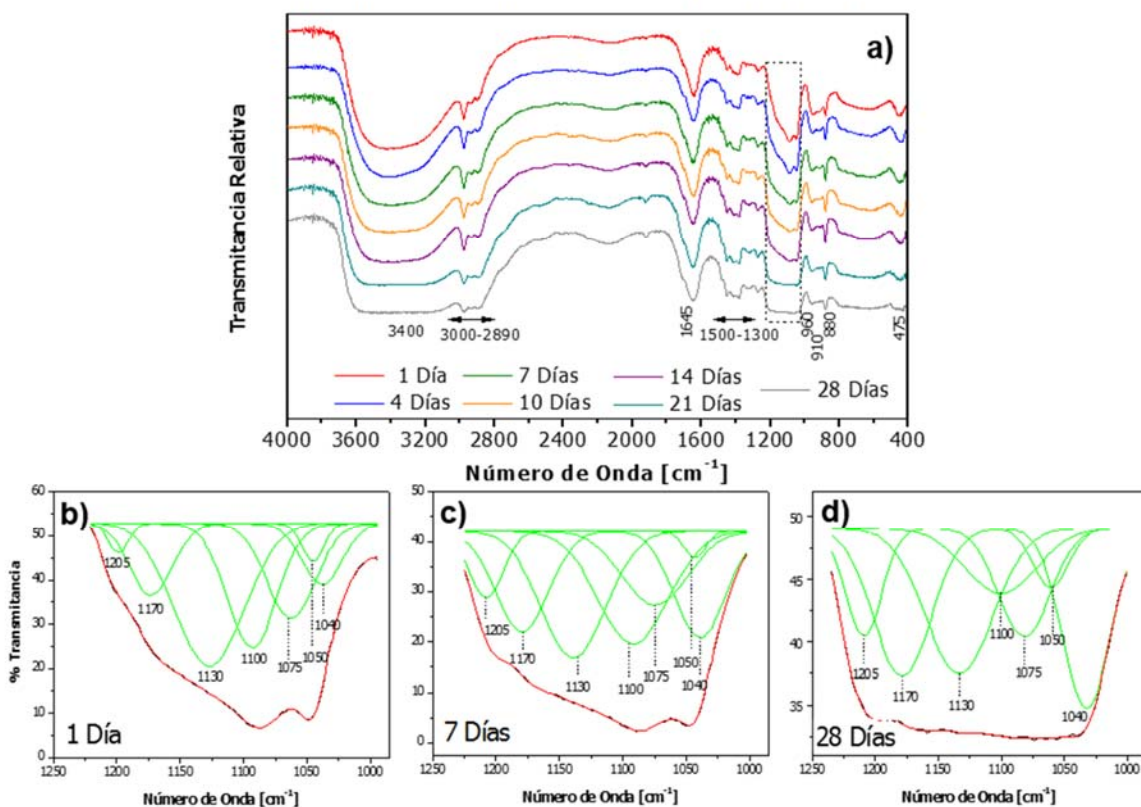 a)
Transmitancia Relativa
3400
3000-2890
1645
1500-1300
960
910
880
475
1 Día
7 Días
14 Días
28 Días
4 Días
10 Días
21 Días
4000 3600 3200 2800 2400 2000 1600 1200 800 400
Número de Onda [cm⁻¹]
b)
% Transmitancia
60
50
40
30
20
10
0
1205
1170
1130
1100
1075
1050
1040
1 Día
1250 1200 1150 1100 1050 1000
Número de Onda [cm⁻¹]
c)
50
40
30
20
10
0
1205
1170
1130
1100
1075
1050
1040
7 Días
1250 1200 1150 1100 1050 1000
Número de Onda [cm⁻¹]
d)
50
45
40
35
1205
1170
1130
1100
1075
1050
1040
28 Días
1250 1200 1150 1100 1050 1000
Número de Onda [cm⁻¹]